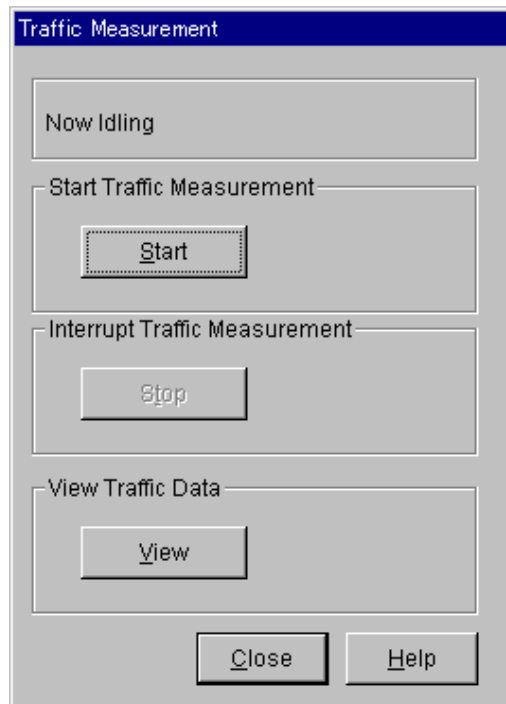 Traffic Measurement
Now Idling
Start Traffic Measurement
Start
Interrupt Traffic Measurement
Stop
View Traffic Data
View
Close Help